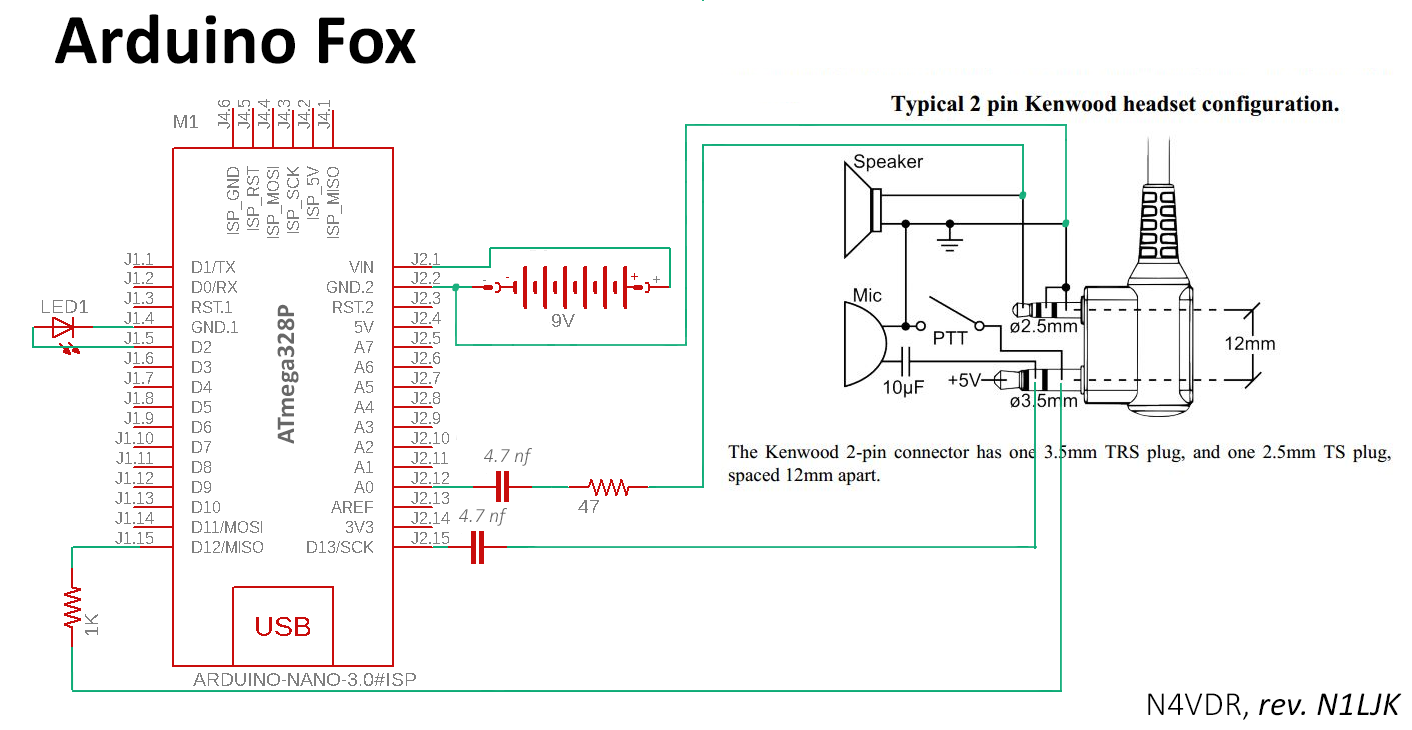 Arduino Fox
Typical 2 pin Kenwood headset configuration.
M1
J4.6
J4.5
J4.4
J4.3
J4.2
J4.1
ISP_GND
ISP_RST
ISP_MOSI
ISP_SCK
ISP_5V
ISP_MISO
J1.1 D1/TX VIN J2.1
J1.2 D0/RX GND.2 J2.2
J1.3 RST.1 RST.2 J2.3
J1.4 GND.1 5V J2.4
J1.5 D2 A7 J2.5
J1.6 D3 A6 J2.6
J1.7 D4 A5 J2.7
J1.8 D5 A4 J2.8
J1.9 D6 A3 J2.9
J1.10 D7 A2 J2.10
J1.11 D8 A1 J2.11
J1.12 D9 A0 J2.12
J1.13 D10 AREF J2.13
J1.14 D11/MOSI 3V3 J2.14
J1.15 D12/MISO D13/SCK J2.15
LED1
ATmega328P
- + +
9V
4.7 nf
47
4.7 nf
1K
USB
ARDUINO-NANO-3.0#ISP
Speaker
Mic
PTT
10µF
+5V
ø2.5mm
ø3.5mm
12mm
The Kenwood 2-pin connector has one 3.5mm TRS plug, and one 2.5mm TS plug,
spaced 12mm apart.
N4VDR, rev. N1LJK